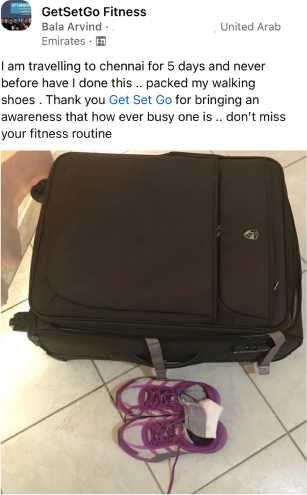 GetSetGo Fitness
Bala Arvind · United Arab
Emirates ·
I am travelling to chennai for 5 days and never
before have I done this .. packed my walking
shoes . Thank you Get Set Go for bringing an
awareness that how ever busy one is .. don't miss
your fitness routine